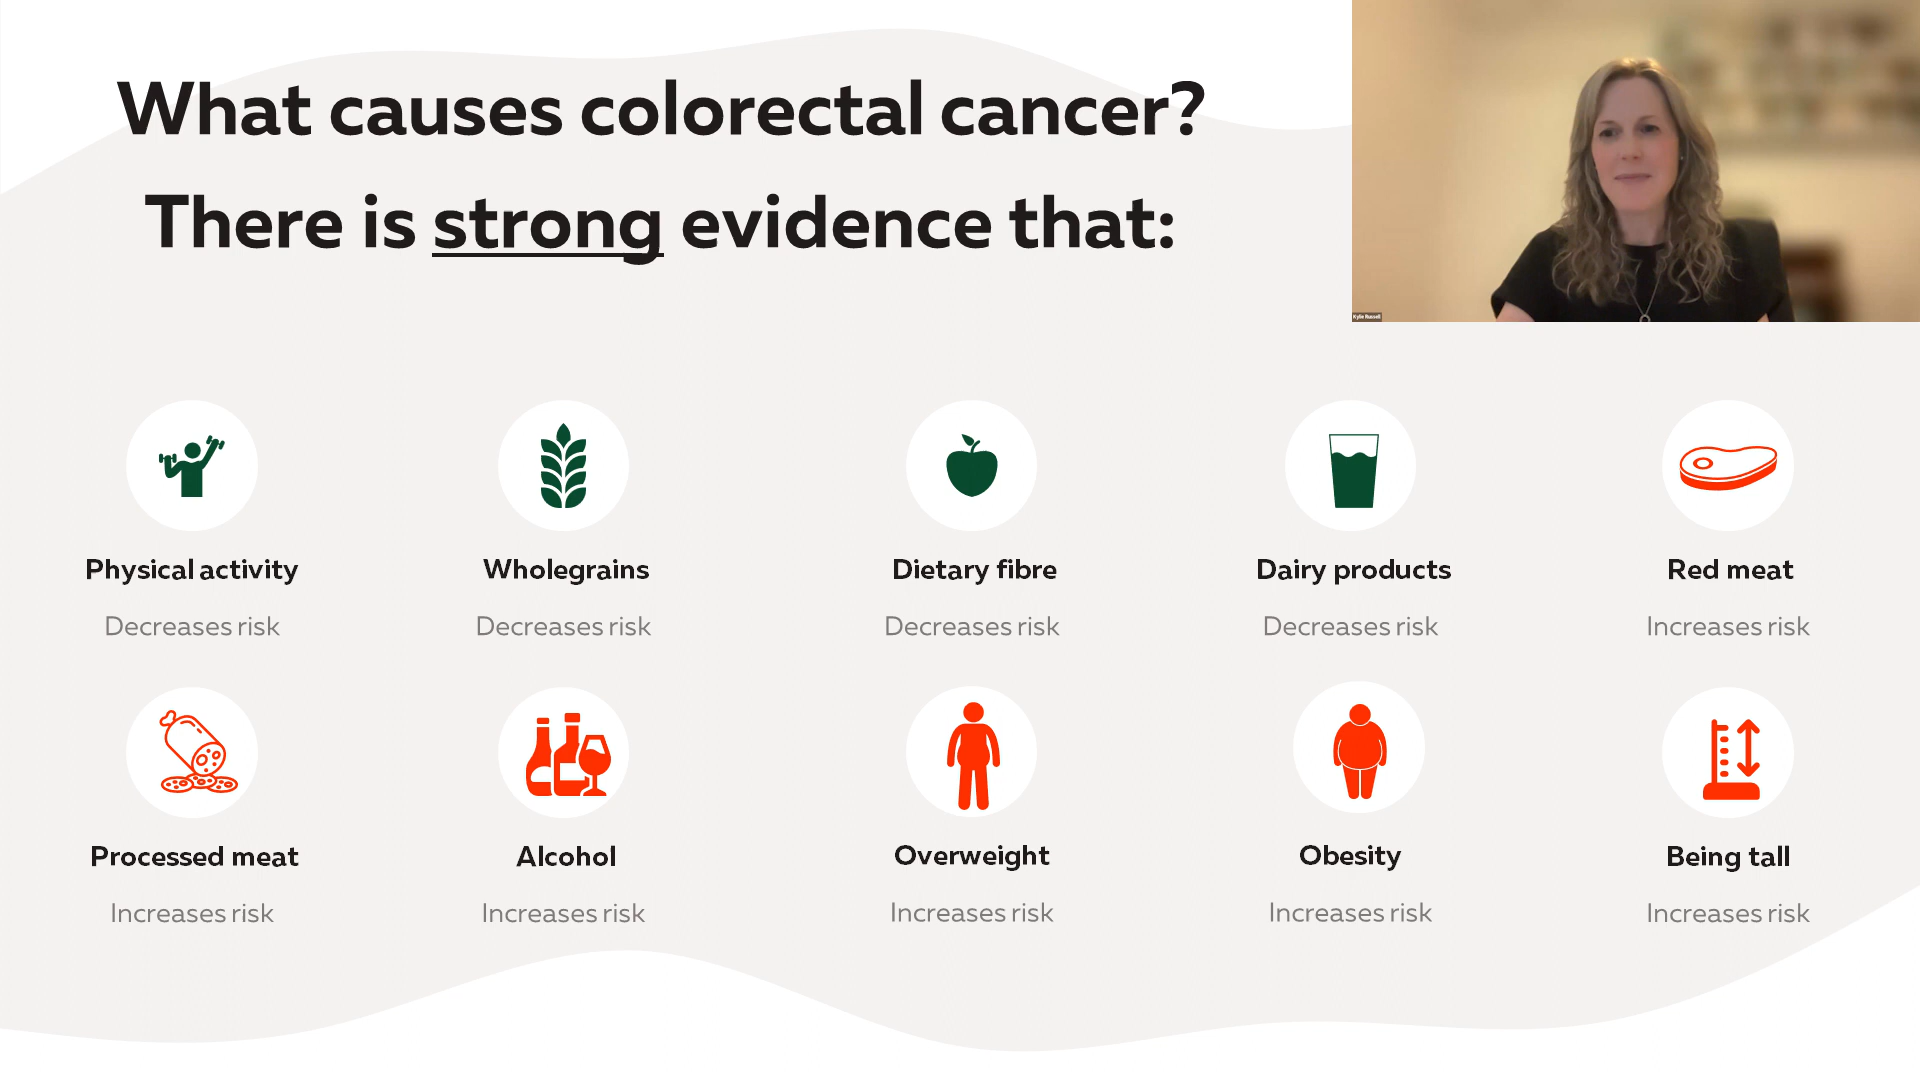 What causes colorectal cancer?
There is strong evidence that:
Kylie Russell
Physical activity
Decreases risk
Wholegrains
Decreases risk
Dietary fibre
Decreases risk
Dairy products
Decreases risk
Red meat
Increases risk
Processed meat
Increases risk
Alcohol
Increases risk
Overweight
Increases risk
Obesity
Increases risk
Being tall
Increases risk